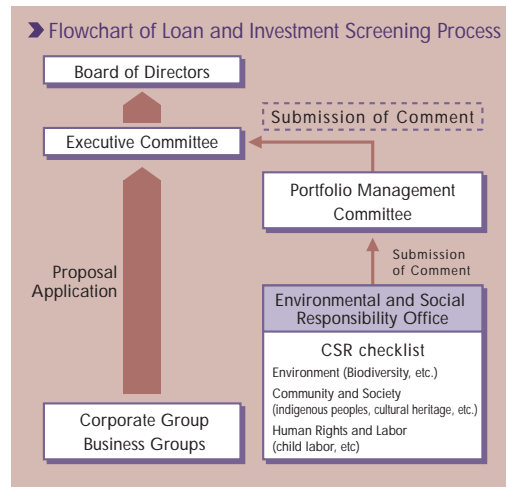 Flowchart of Loan and Investment Screening Process
Board of Directors
Submission of Comment
Executive Committee
Portfolio Management
Committee
Submission
of Comment
Proposal
Application
Environmental and Social
Responsibility Office
CSR checklist
Environment (Biodiversity, etc.)
Community and Society
(indigenous peoples, cultural heritage, etc.)
Human Rights and Labor
(child labor, etc)
Corporate Group
Business Groups